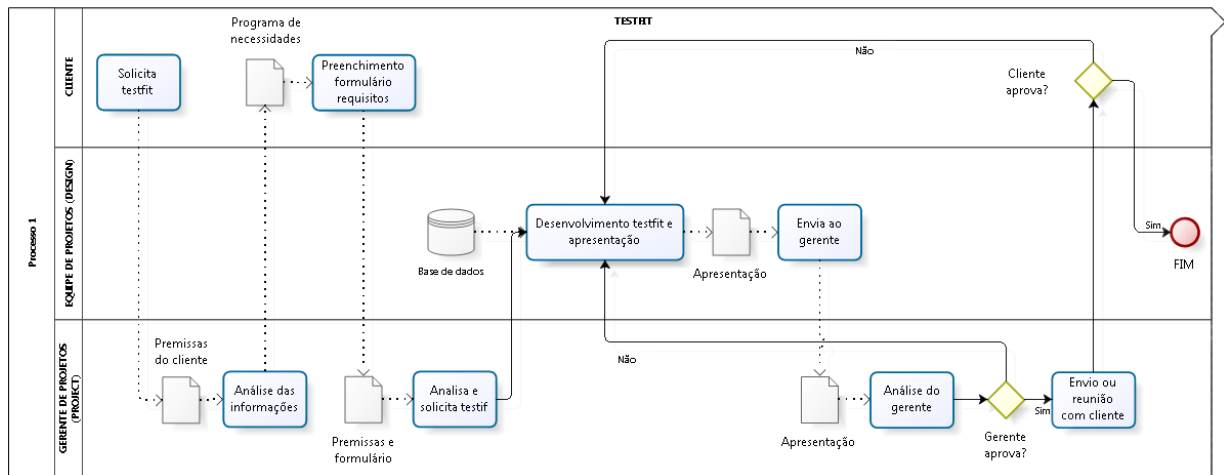 TESTFIT
Processo 1
CLIENTE
Solicita
testfit
Programa de
necessidades
Preenchimento
formulário
requisitos
Não
Cliente
aprova?
EQUIPE DE PROJETOS (DESIGN)
Base de dados
Desenvolvimento testfit e
apresentação
Apresentação
Envia ao
gerente
Sim
FIM
GERENTE DE PROJETOS
(PROJECT)
Premissas
do cliente
Análise das
informações
Premissas e
formulário
Analisa e
solicita testif
Não
Apresentação
Análise do
gerente
Gerente
aprova?
Sim
Envio ou
reunião
com cliente